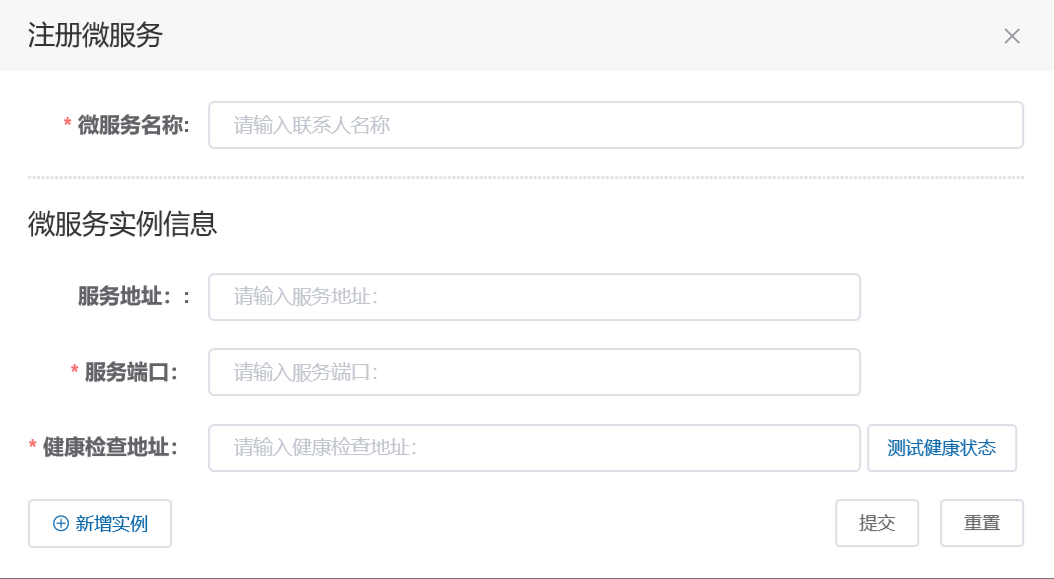 注册微服务
* 微服务名称: 请输入联系人名称
微服务实例信息
服务地址：: 请输入服务地址：
* 服务端口： 请输入服务端口：
* 健康检查地址： 请输入健康检查地址： 测试健康状态
新增实例 提交 重置